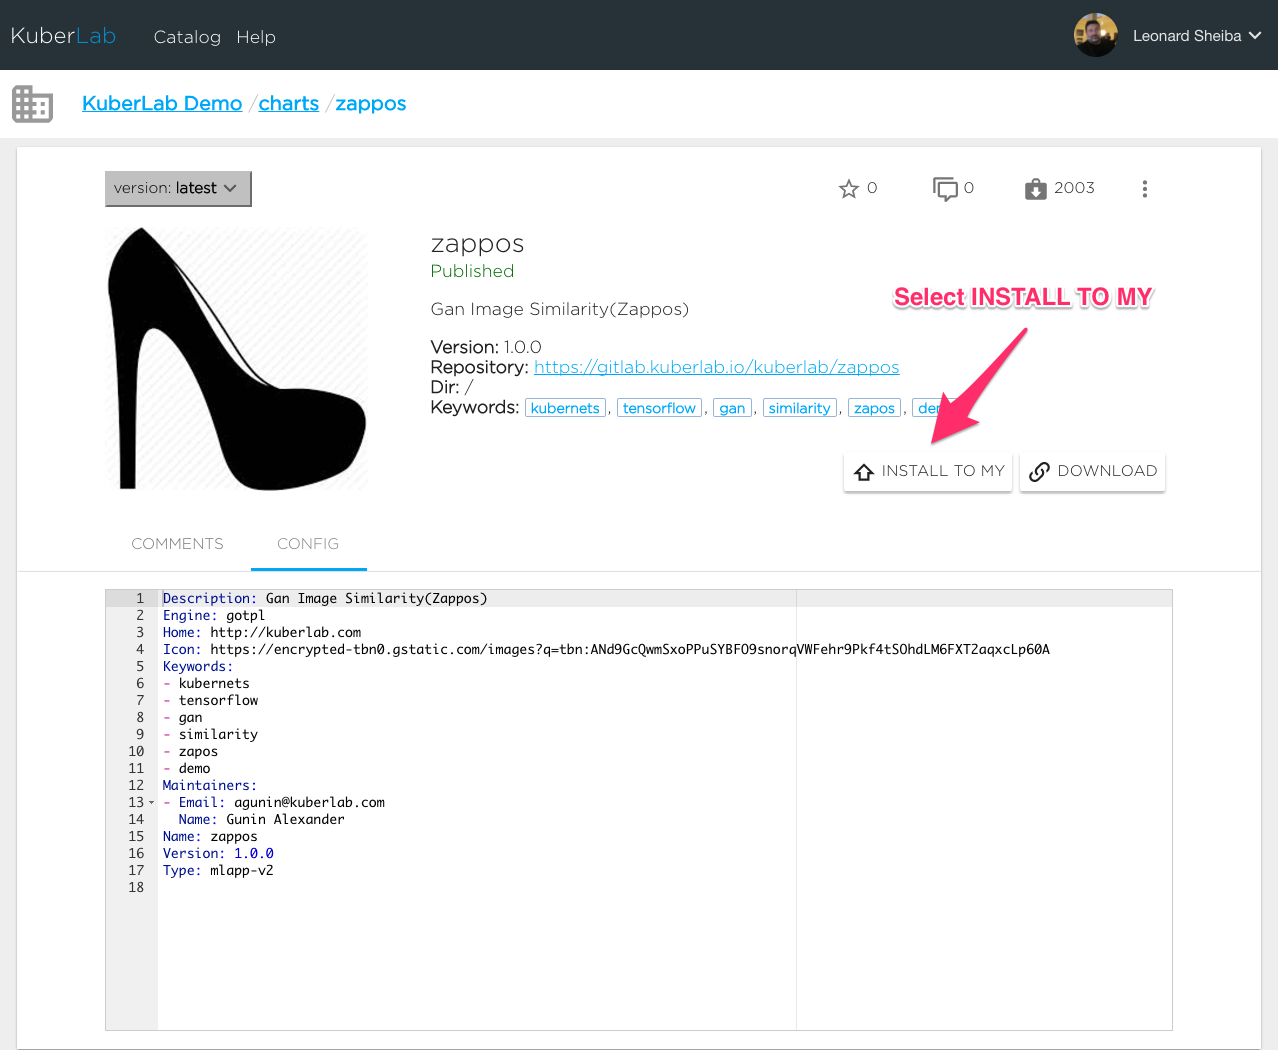 KuberLab Catalog Help Leonard Sheiba
KuberLab Demo /charts /zappos
version: latest 0 0 2003
zappos
Published
Select INSTALL TO MY
Gan Image Similarity(Zappos)
Version: 1.0.0
Repository: https://gitlab.kuberlab.io/kuberlab/zappos
Dir: /
Keywords: kubernets, tensorflow, gan, similarity, zapos,
INSTALL TO MY DOWNLOAD
COMMENTS CONFIG
1 Description: Gan Image Similarity(Zappos)
2 Engine: gotpl
3 Home: http://kuberlab.com
4 Icon: https://encrypted-tbn0.gstatic.com/images?q=tbn:ANd9GcQwmSxoPPuSYBFO9snorqVWFehr9Pkf4tSOhdLM6FXT2aqxcLp60A
5 Keywords:
6 - kubernets
7 - tensorflow
8 - gan
9 - similarity
10 - zapos
11 - demo
12 Maintainers:
13 - Email: agunin@kuberlab.com
14 Name: Gunin Alexander
15 Name: zappos
16 Version: 1.0.0
17 Type: mlapp-v2
18